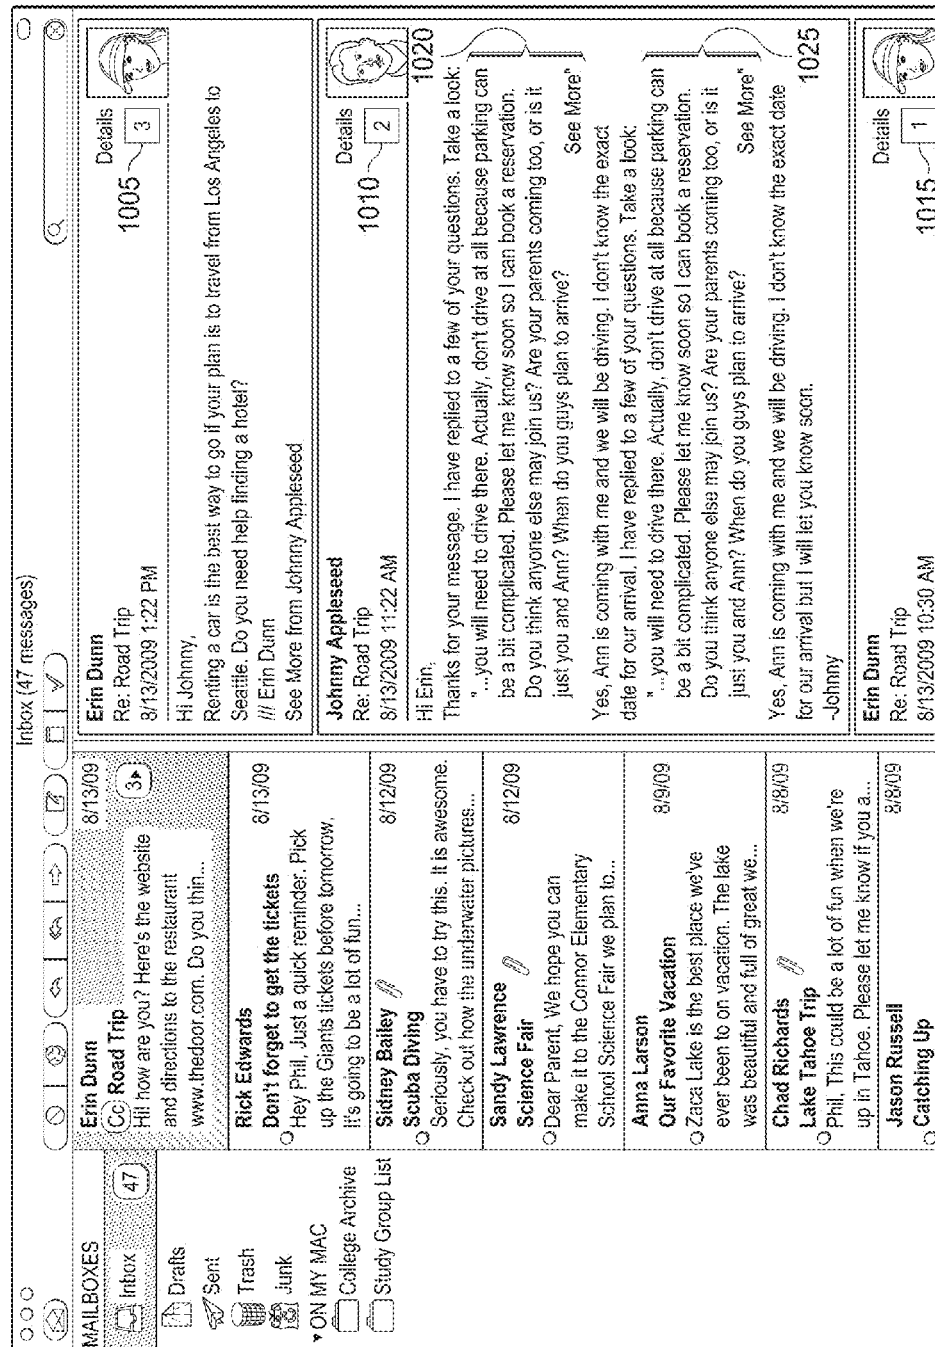 Inbox (47 messages)
MAILBOXES
Inbox
47
Drafts
Sent
Trash
Junk
ON MY MAC
College Archive
Study Group List
Erin Dunn 8/13/09
Cc Road Trip
Hi! how are you? Here's the website
and directions to the restaurant
www.thedoor.com. Do you thin...
3
Rick Edwards
Don't forget to get the tickets 8/13/09
Hey Phil, Just a quick reminder. Pick
up the Giants tickets before tomorrow,
it's going to be a lot of fun...
Sidney Bailey 8/12/09
Scuba Diving
Seriously, you have to try this. It is awesome.
Check out how the underwater pictures...
Sandy Lawrence 8/12/09
Science Fair
Dear Parent, We hope you can
make it to the Connor Elementary
School Science Fair we plan to...
Anna Larson
Our Favorite Vacation 8/9/09
Zaca Lake is the best place we've
ever been to on vacation. The lake
was beautiful and full of great we...
Chad Richards 8/8/09
Lake Tahoe Trip
Phil, This could be a lot of fun when we're
up in Tahoe. Please let me know if you a...
Jason Russell 8/8/09
Catching Up
Erin Dunn
Re: Road Trip Details
8/13/2009 1:22 PM 1005 3
Hi Johnny,
Renting a car is the best way to go if your plan is to travel from Los Angeles to
Seattle. Do you need help finding a hotel?
/// Erin Dunn
See More from Johnny Appleseed
Johnny Appleseed
Re: Road Trip Details
8/13/2009 11:22 AM 1010 2
Hi Erin,
1020
Thanks for your message. I have replied to a few of your questions. Take a look:
"...you will need to drive there. Actually, don't drive at all because parking can
be a bit complicated. Please let me know soon so I can book a reservation.
Do you think anyone else may join us? Are your parents coming too, or is it
just you and Ann? When do you guys plan to arrive? See More"
Yes, Ann is coming with me and we will be driving. I don't know the exact
date for our arrival. I have replied to a few of your questions. Take a look:
"...you will need to drive there. Actually, don't drive at all because parking can
be a bit complicated. Please let me know soon so I can book a reservation.
Do you think anyone else may join us? Are your parents coming too, or is it
just you and Ann? When do you guys plan to arrive? See More"
1025
Yes, Ann is coming with me and we will be driving. I don't know the exact date
for our arrival but I will let you know soon.
-Johnny
Erin Dunn
Re: Road Trip Details
8/13/2009 10:30 AM 1015 1